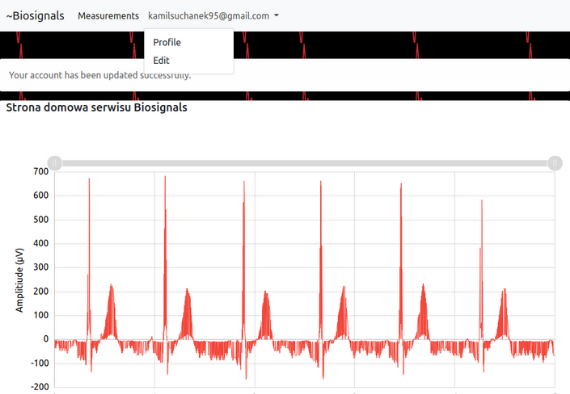 ~Biosignals Measurements kamilsuchanek95@gmail.com
Profile
Edit
Your account has been updated successfully.
Strona domowa serwisu Biosignals
Amplitiude (µV)
700
600
500
400
300
200
100
0
-100
-200